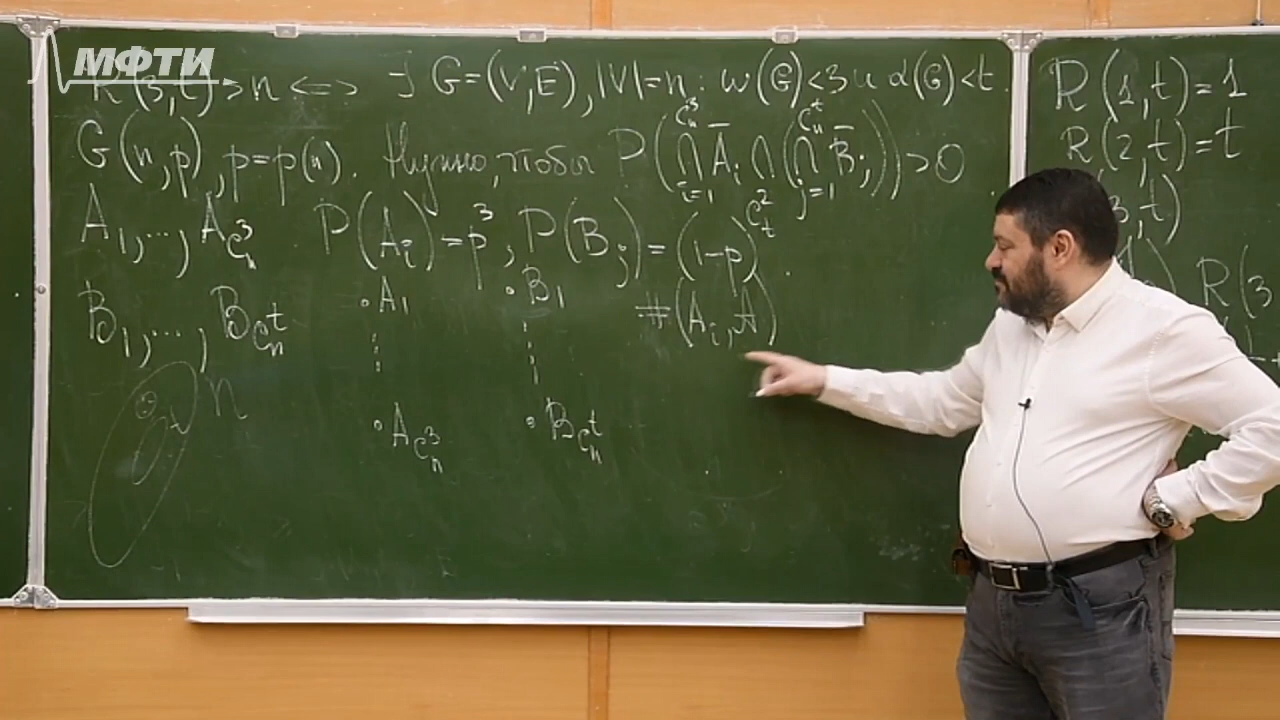 МФТИ
R(3,t)>n ⟺ ∃ G=(V,E), |V|=n: ω(G)<3 и α(G)<t.
G(n,p), p=p(n). Нужно, чтобы P((⋂_{i=1}^{C_n^3} A̅_i ⋂ (⋂_{j=1}^{C_n^t} B̅_j))>0
A_1,...,A_{C_n^3} P(A_i)=p^3, P(B_j)=(1-p)^{C_t^2}.
B_1,...,B_{C_n^t} ·A_1 ·B_1 #(A_i,A)
n ·A_{C_n^3} ·B_{C_n^t}
R(1,t)=1
R(2,t)=t
3,t)
R(3